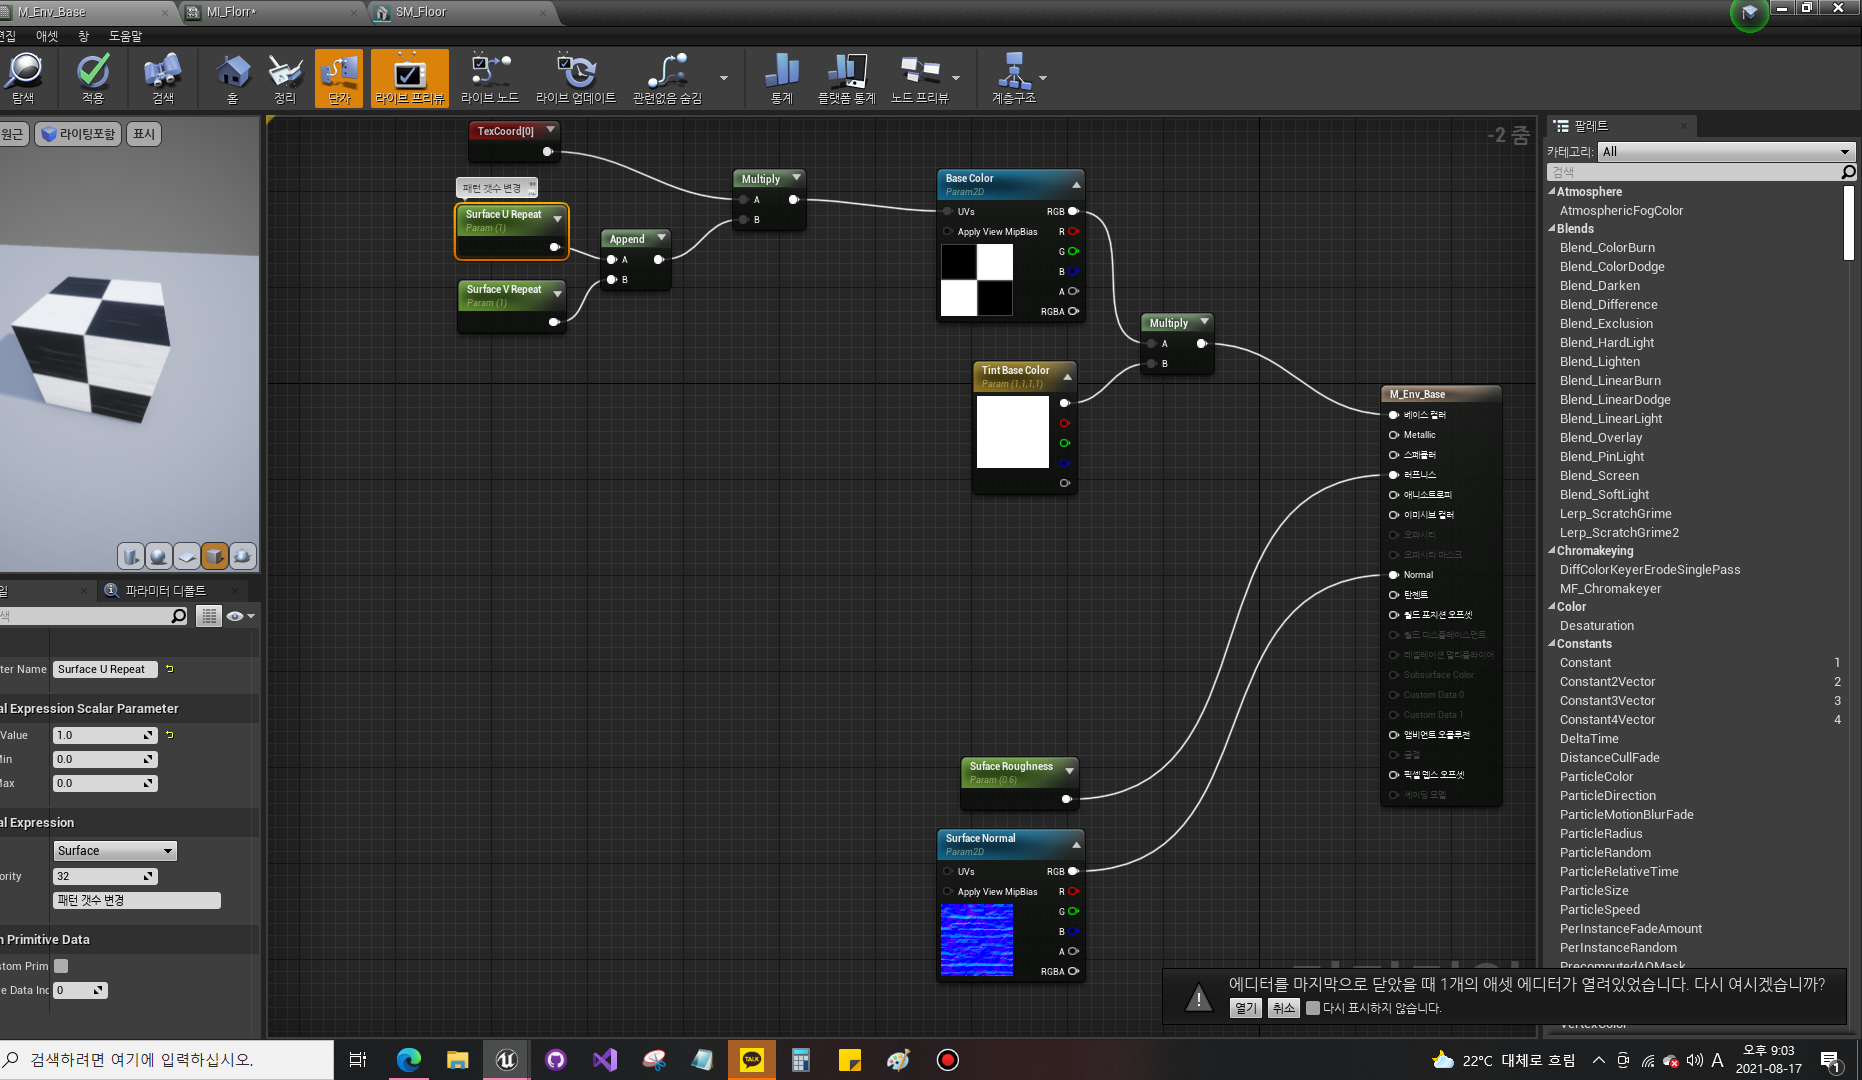 M_Env_Base
MI_Florr*
SM_Floor
편집 애셋 창 도움말
탐색
적용
검색
홀
정리
단자
라이브 프리뷰
라이브 노드
라이브 업데이트
관련없음 숨김
통계
플랫폼 통계
노드 프리뷰
계층구조
원근
라이팅포함
표시
-2 줌
TexCoord[0]
패턴 갯수 변경
Surface U Repeat
Param (1)
Surface V Repeat
Param (1)
Append
A
B
Multiply
A
B
Base Color
Param2D
UVs
RGB
Apply View MipBias
R
G
B
A
RGBA
Tint Base Color
Param (1,1,1,1)
Multiply
A
B
Suface Roughness
Param (0.6)
Surface Normal
Param2D
UVs
RGB
Apply View MipBias
R
G
B
A
RGBA
M_Env_Base
베이스 컬러
Metallic
스페큘러
러프니스
애니소트로피
이미시브 컬러
오파시티
오파시티 마스크
Normal
탄젠트
월드 포지션 오프셋
월드 디스플레이스먼트
테셀레이션 멀티플라이어
Subsurface Color
Custom Data 0
Custom Data 1
앰비언트 오클루전
굴절
픽셀 뎁스 오프셋
셰이딩 모델
일
파라미터 디폴트
색
ter Name
Surface U Repeat
al Expression Scalar Parameter
Value
1.0
in
0.0
ax
0.0
al Expression
Surface
ority
32
패턴 갯수 변경
n Primitive Data
tom Prim
e Data Inc
0
팔레트
카테고리:
All
검색
Atmosphere
AtmosphericFogColor
Blends
Blend_ColorBurn
Blend_ColorDodge
Blend_Darken
Blend_Difference
Blend_Exclusion
Blend_HardLight
Blend_Lighten
Blend_LinearBurn
Blend_LinearDodge
Blend_LinearLight
Blend_Overlay
Blend_PinLight
Blend_Screen
Blend_SoftLight
Lerp_ScratchGrime
Lerp_ScratchGrime2
Chromakeying
DiffColorKeyerErodeSinglePass
MF_Chromakeyer
Color
Desaturation
Constants
Constant 1
Constant2Vector 2
Constant3Vector 3
Constant4Vector 4
DeltaTime
DistanceCullFade
ParticleColor
ParticleDirection
ParticleMotionBlurFade
ParticleRadius
ParticleRandom
ParticleRelativeTime
ParticleSize
ParticleSpeed
PerInstanceFadeAmount
PerInstanceRandom
PrecomputedAOMask
VertexColor
에디터를 마지막으로 닫았을 때 1개의 애셋 에디터가 열려있었습니다. 다시 여시겠습니까?
열기
취소
다시 표시하지 않습니다.
검색하려면 여기에 입력하십시오.
TALK
22°C 대체로 흐림
A
오후 9:03
2021-08-17
1